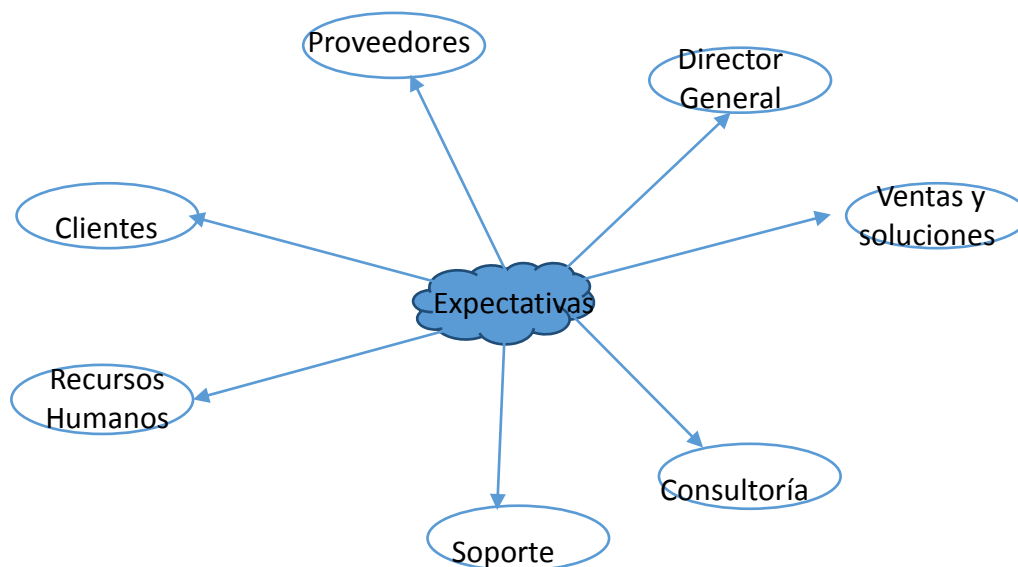 Proveedores
Director
General
Ventas y
soluciones
Clientes
Expectativas
Recursos
Humanos
Consultoría
Soporte